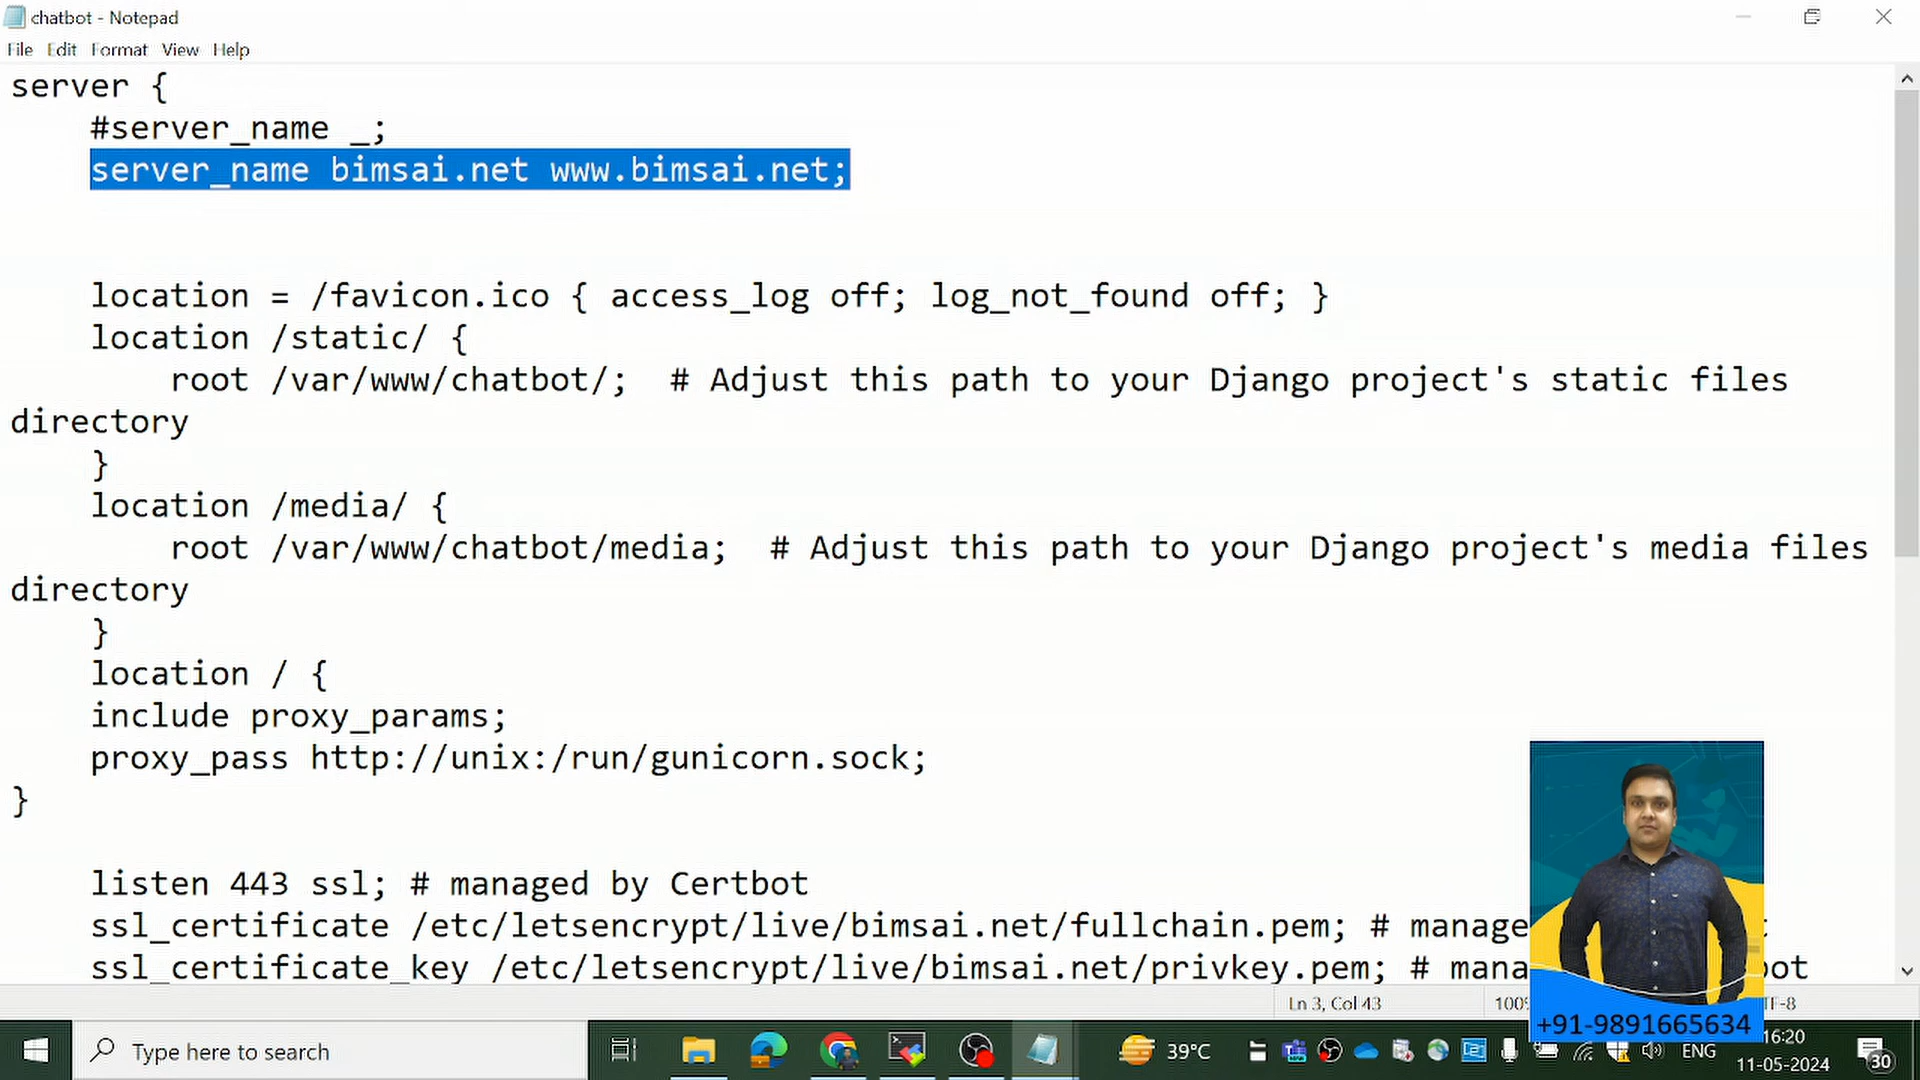 chatbot - Notepad
File Edit Format View Help
server {
#server_name _;
server_name bimsai.net www.bimsai.net;
location = /favicon.ico { access_log off; log_not_found off; }
location /static/ {
root /var/www/chatbot/; # Adjust this path to your Django project's static files
directory
}
location /media/ {
root /var/www/chatbot/media; # Adjust this path to your Django project's media files
directory
}
location / {
include proxy_params;
proxy_pass http://unix:/run/gunicorn.sock;
}
listen 443 ssl; # managed by Certbot
ssl_certificate /etc/letsencrypt/live/bimsai.net/fullchain.pem; #
ssl_certificate_key /etc/letsencrypt/live/bimsai.net/privkey.pem; #
Ln 3, Col 43
+91-9891665634
Type here to search
39°C
ENG
16:20
11-05-2024
30